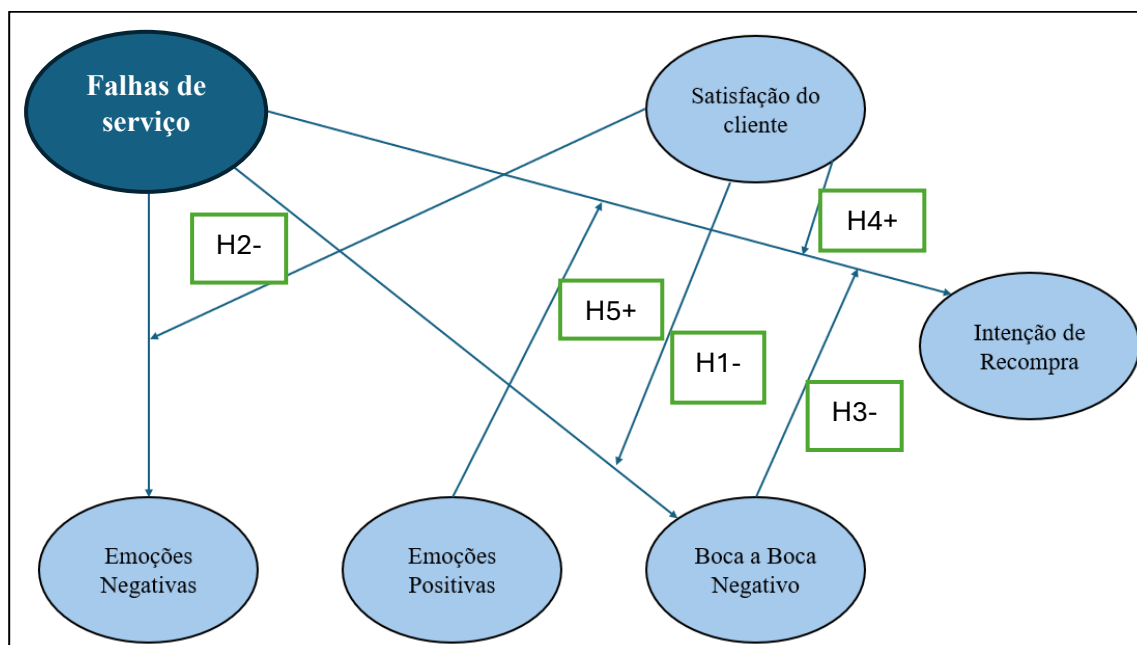 Falhas de
serviço
Satisfação do
cliente
H2-
H4+
H5+
H1-
H3-
Intenção de
Recompra
Emoções
Negativas
Emoções
Positivas
Boca a Boca
Negativo